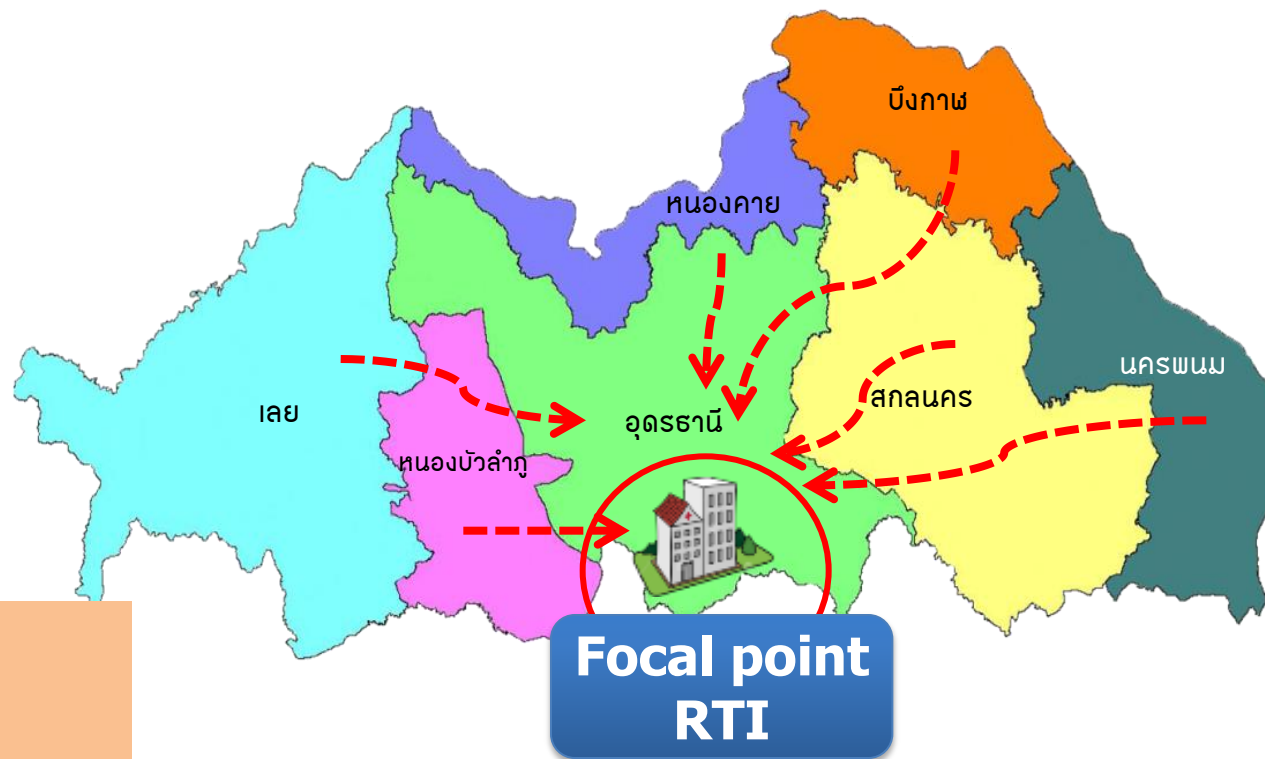 บึงกาฬ
หนองคาย
นครพนม
สกลนคร
เลย
อุดรธานี
หนองบัวลำภู
Focal point
RTI